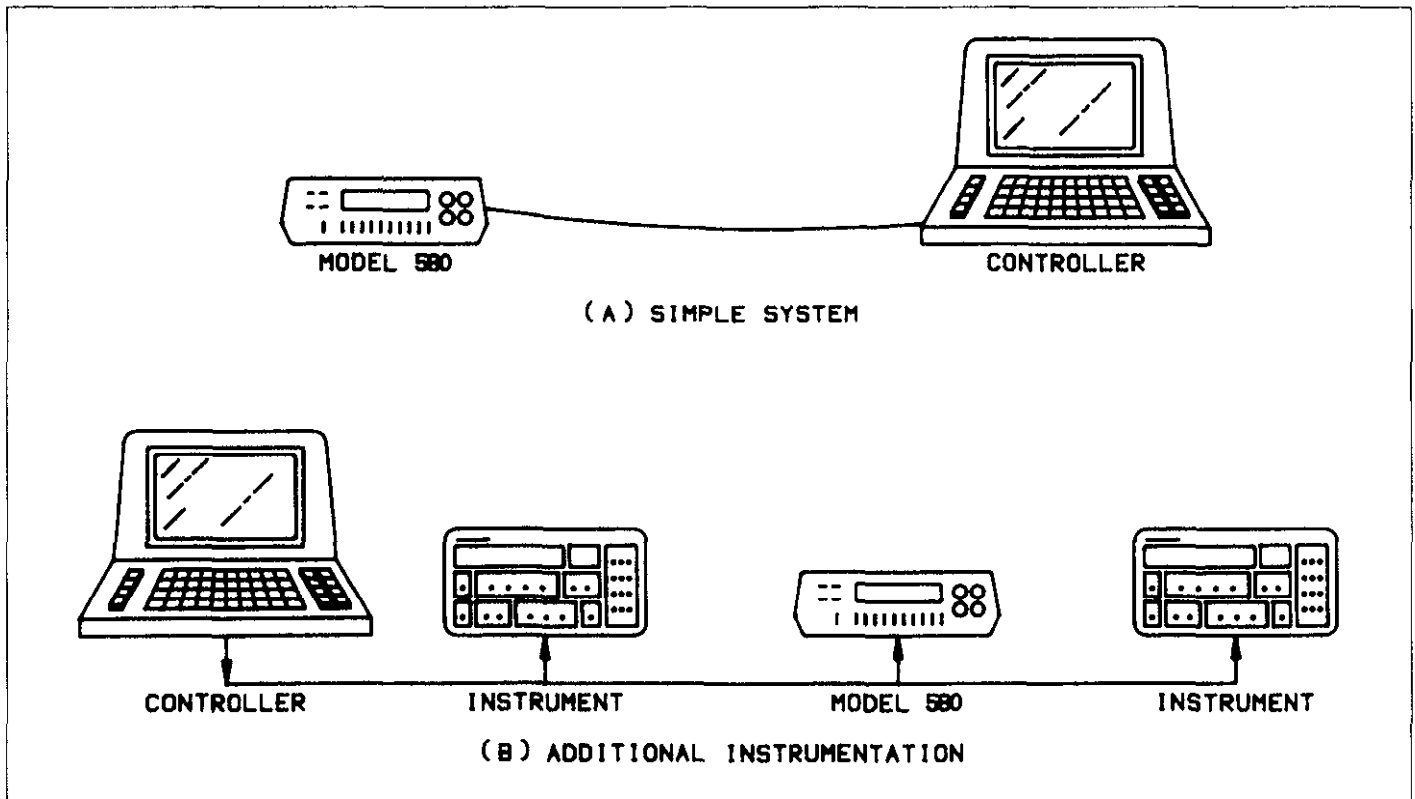 MODEL 580
CONTROLLER
(A) SIMPLE SYSTEM
CONTROLLER INSTRUMENT MODEL 580 INSTRUMENT
(B) ADDITIONAL INSTRUMENTATION